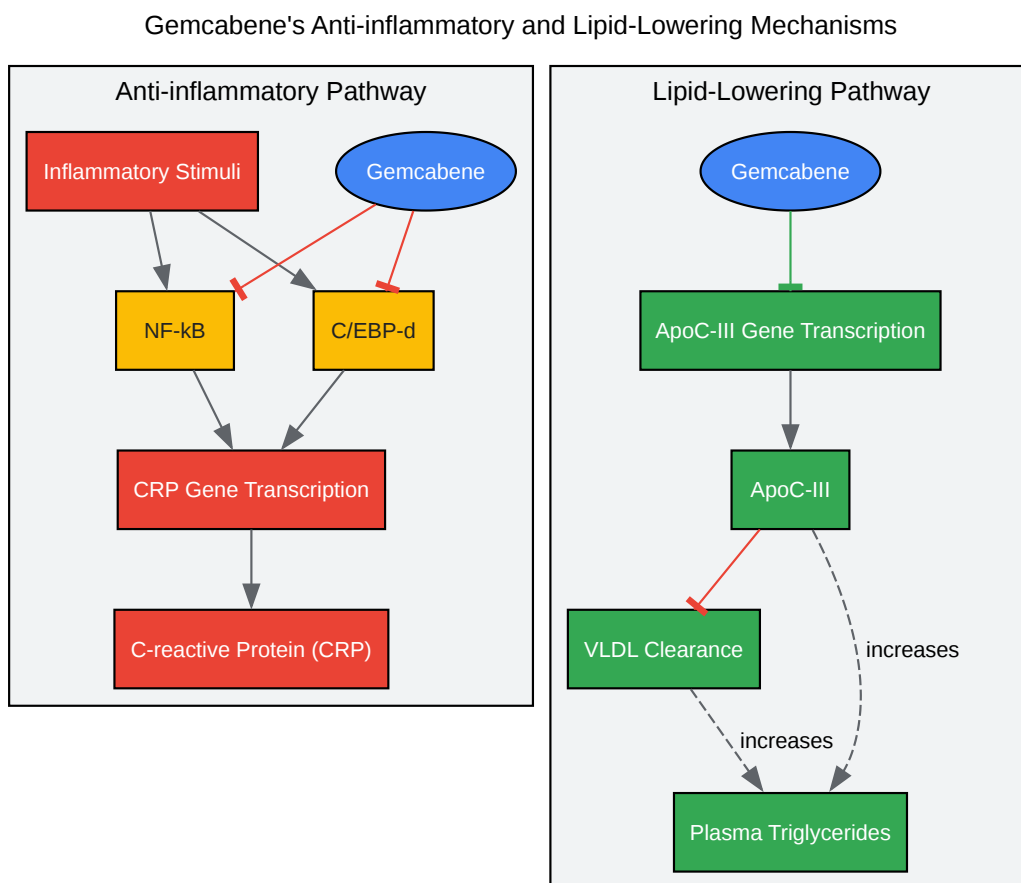 Gemcabene's Anti-inflammatory and Lipid-Lowering Mechanisms
Anti-inflammatory Pathway
Inflammatory Stimuli
Gemcabene
NF-kB
C/EBP-d
CRP Gene Transcription
C-reactive Protein (CRP)
Lipid-Lowering Pathway
Gemcabene
ApoC-III Gene Transcription
ApoC-III
VLDL Clearance
increases
increases
Plasma Triglycerides